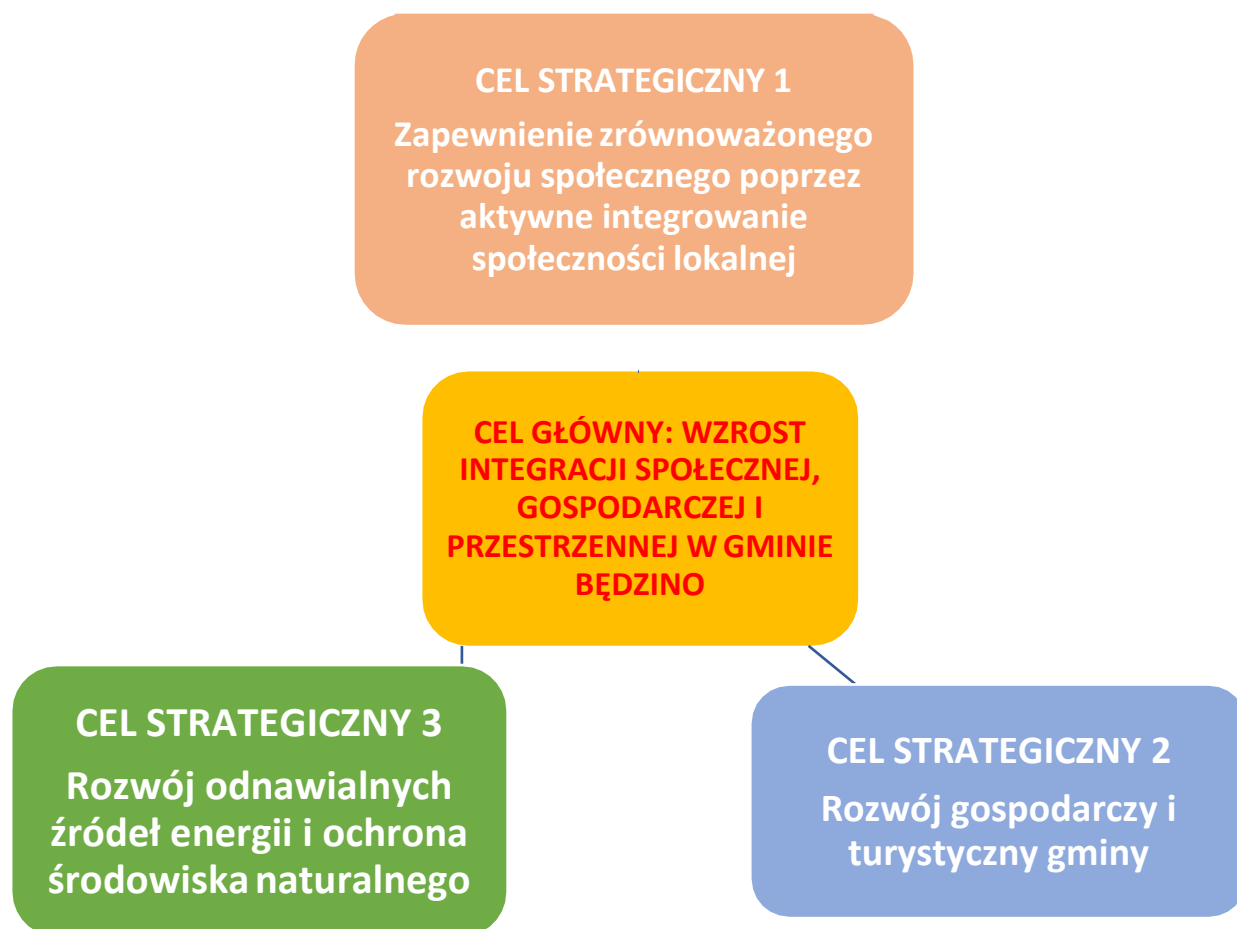 CEL STRATEGICZNY 1
Zapewnienie zrównoważonego
rozwoju społecznego poprzez
aktywne integrowanie
społeczności lokalnej
CEL GŁÓWNY: WZROST
INTEGRACJI SPOŁECZNEJ,
GOSPODARCZEJ I
PRZESTRZENNEJ W GMINIE
BĘDZINO
CEL STRATEGICZNY 3
Rozwój odnawialnych
źródeł energii i ochrona
środowiska naturalnego
CEL STRATEGICZNY 2
Rozwój gospodarczy i
turystyczny gminy